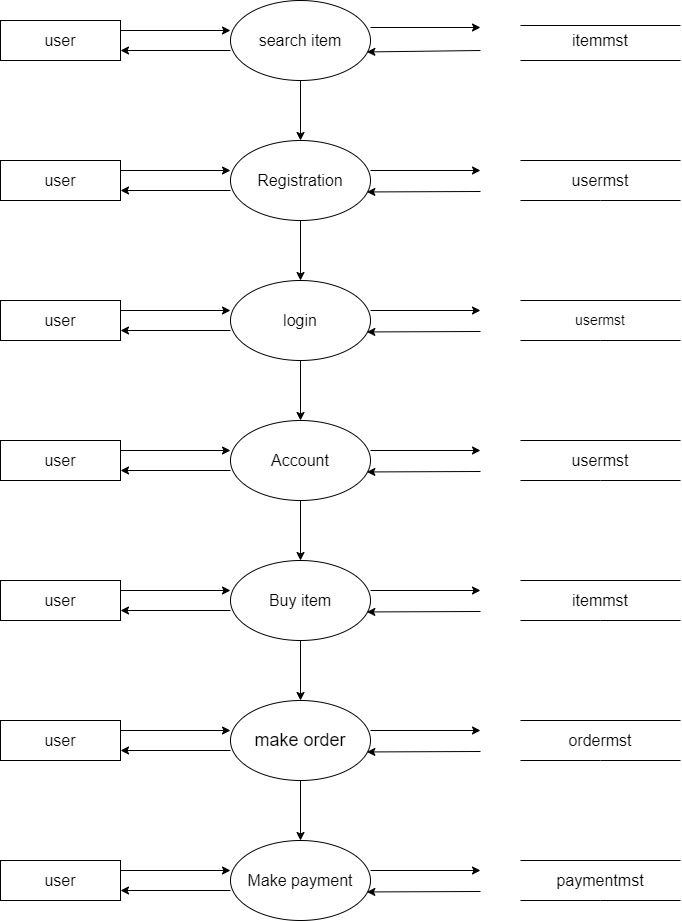 user
search item
itemmst
user
Registration
usermst
user
login
usermst
user
Account
usermst
user
Buy item
itemmst
user
make order
ordermst
user
Make payment
paymentmst